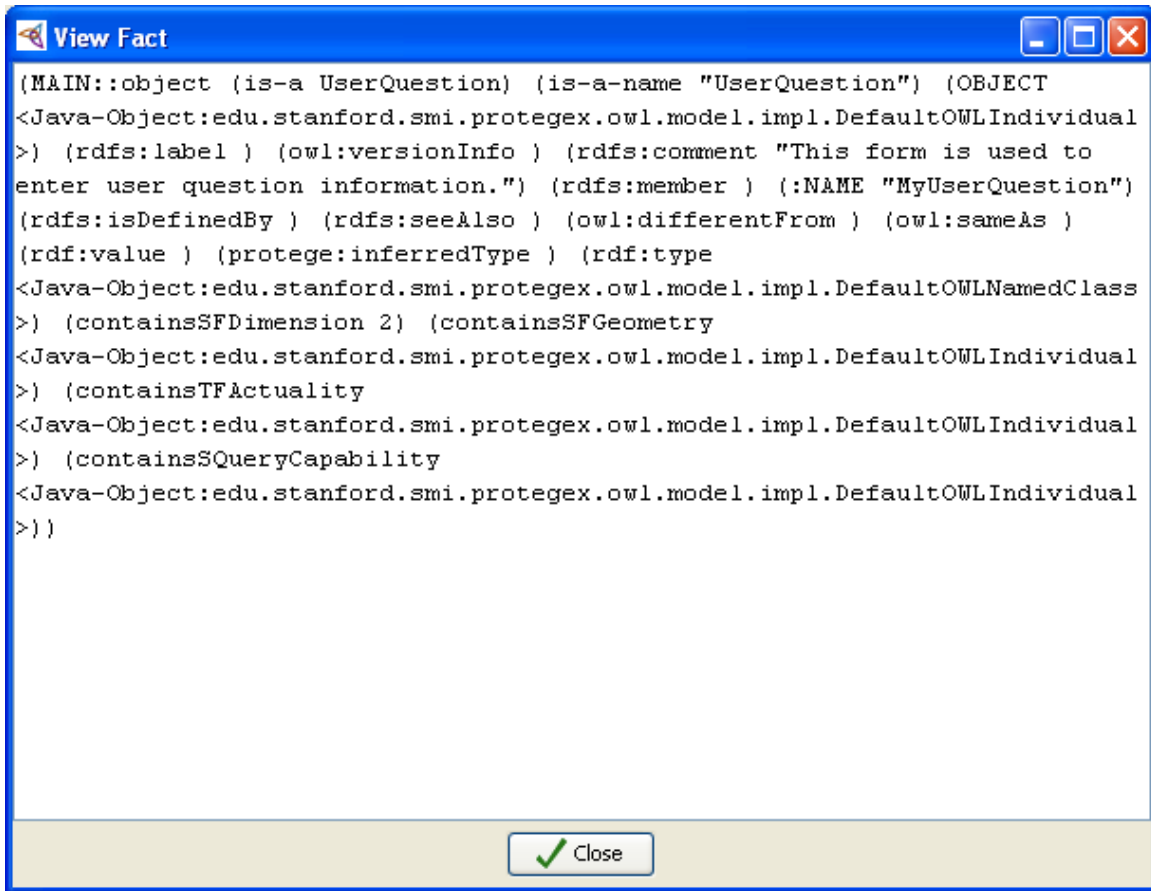 View Fact
(MAIN::object (is-a UserQuestion) (is-a-name "UserQuestion") (OBJECT
<Java-Object:edu.stanford.smi.protegex.owl.model.impl.DefaultOWLIndividual
>) (rdfs:label ) (owl:versionInfo ) (rdfs:comment "This form is used to
enter user question information.") (rdfs:member ) (:NAME "MyUserQuestion")
(rdfs:isDefinedBy ) (rdfs:seeAlso ) (owl:differentFrom ) (owl:sameAs )
(rdf:value ) (protege:inferredType ) (rdf:type
<Java-Object:edu.stanford.smi.protegex.owl.model.impl.DefaultOWLNamedClass
>) (containsSFDimension 2) (containsSFGeometry
<Java-Object:edu.stanford.smi.protegex.owl.model.impl.DefaultOWLIndividual
>) (containsTFActuality
<Java-Object:edu.stanford.smi.protegex.owl.model.impl.DefaultOWLIndividual
>) (containsSQueryCapability
<Java-Object:edu.stanford.smi.protegex.owl.model.impl.DefaultOWLIndividual
>))
Close